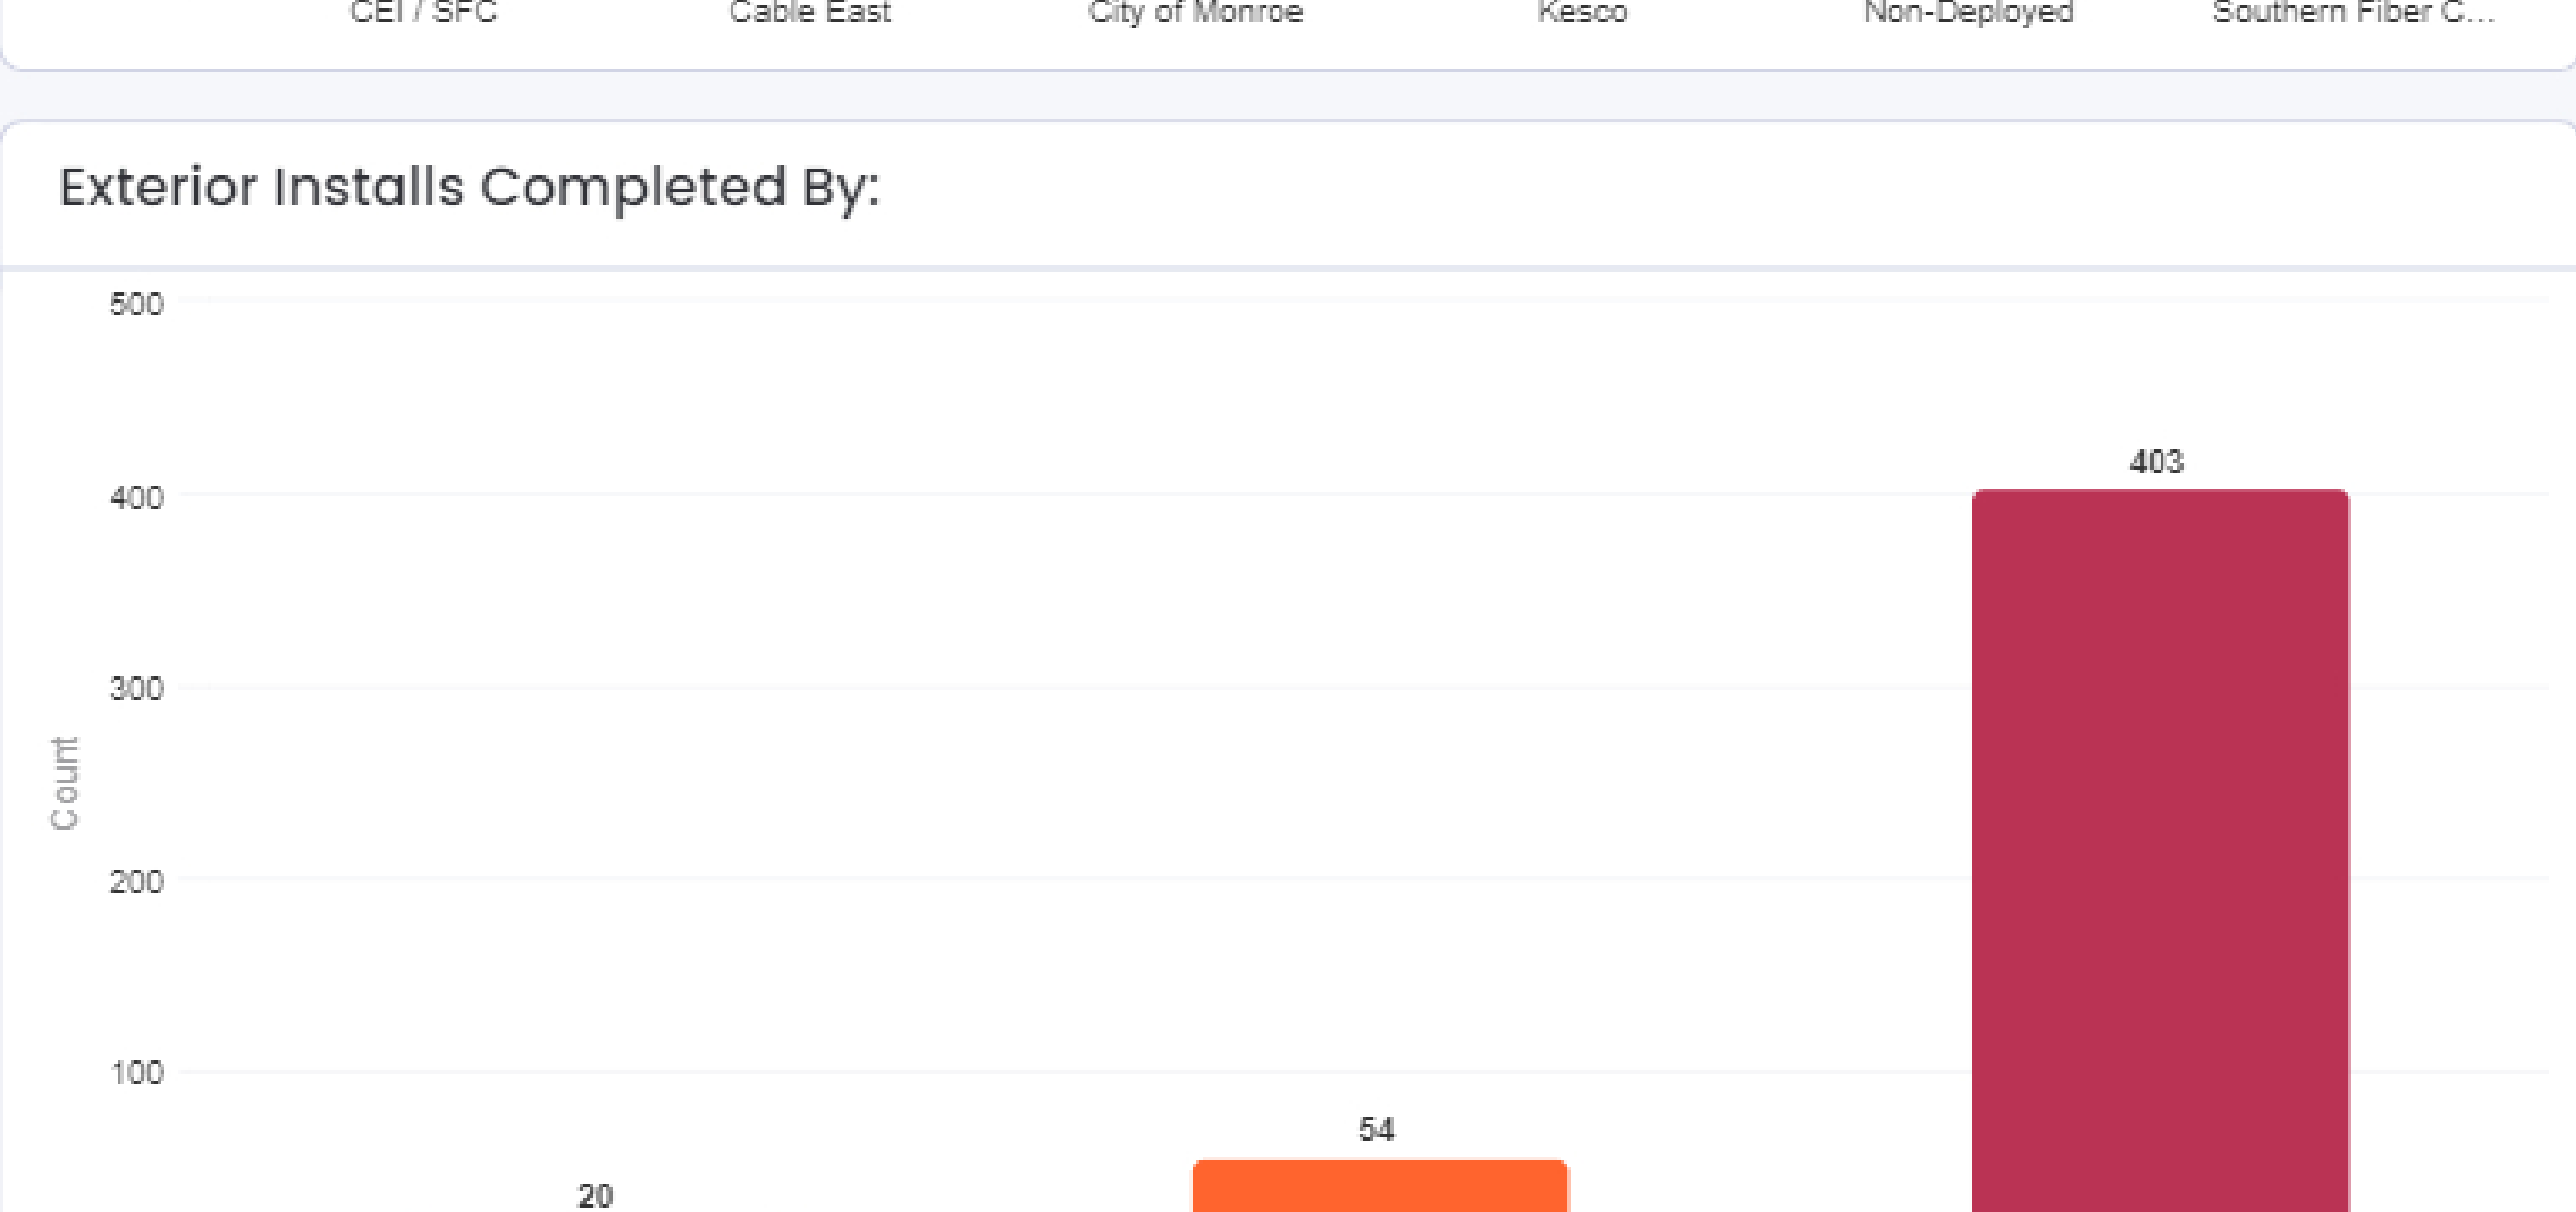 CEI / SFC Cable East City of Monroe Kesco Non-Deployed Southern Fiber C...
Exterior Installs Completed By:
500
403
400
300
Count
200
100
54
20